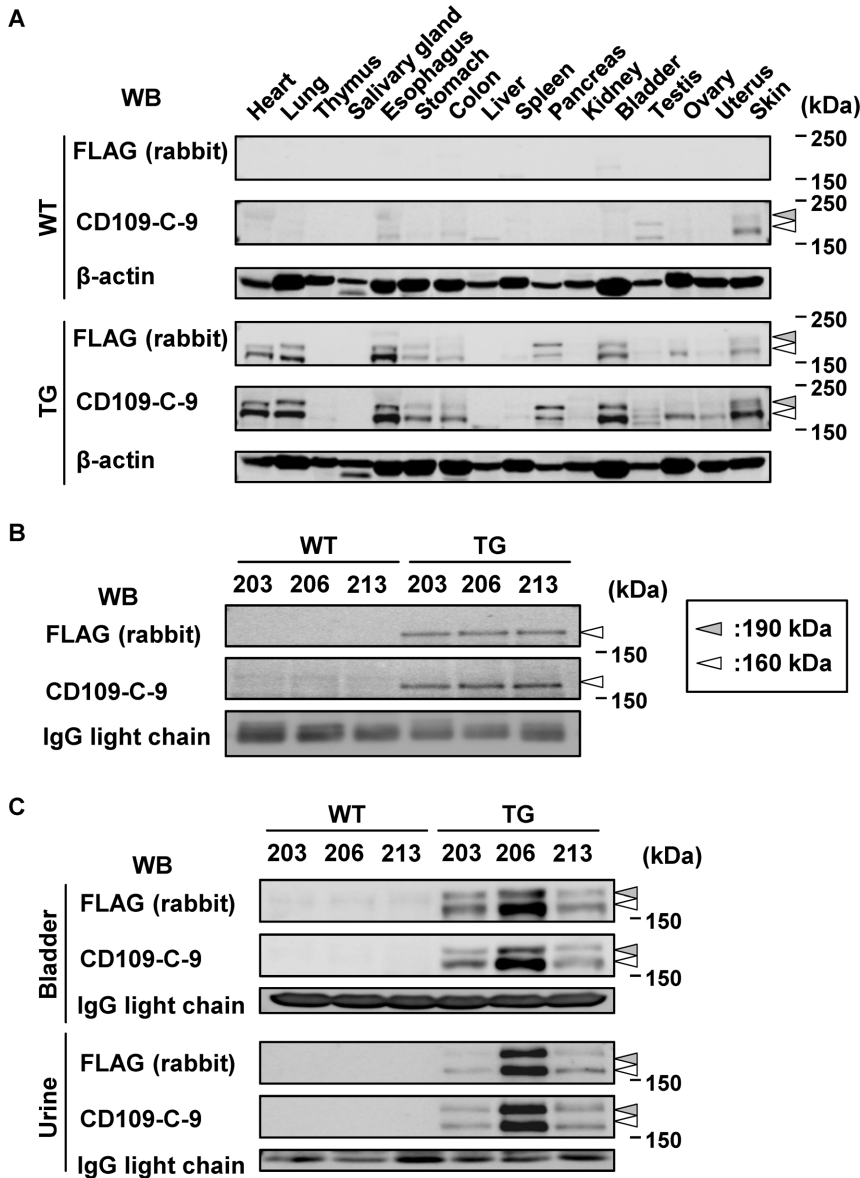 A
WB
Heart
Lung
Thymus
Salivary gland
Esophagus
Stomach
Colon
Liver
Spleen
Pancreas
Kidney
Bladder
Testis
Ovary
Uterus
Skin
(kDa)
WT
FLAG (rabbit)
250
150
CD109-C-9
250
150
β-actin
TG
FLAG (rabbit)
250
150
CD109-C-9
250
150
β-actin
B
WT TG
WB
203 206 213 203 206 213
(kDa)
FLAG (rabbit)
150
CD109-C-9
150
IgG light chain
:190 kDa
:160 kDa
C
WT TG
WB
203 206 213 203 206 213
(kDa)
Bladder
FLAG (rabbit)
150
CD109-C-9
150
IgG light chain
Urine
FLAG (rabbit)
150
CD109-C-9
150
IgG light chain